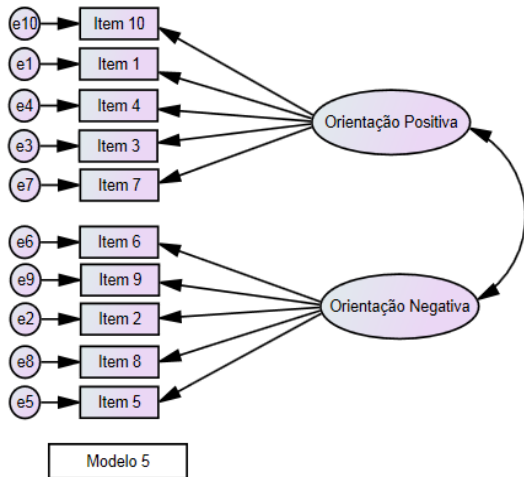 e10 Item 10
e1 Item 1
e4 Item 4
Orientação Positiva
e3 Item 3
e7 Item 7
e6 Item 6
e9 Item 9
Orientação Negativa
e2 Item 2
e8 Item 8
e5 Item 5
Modelo 5